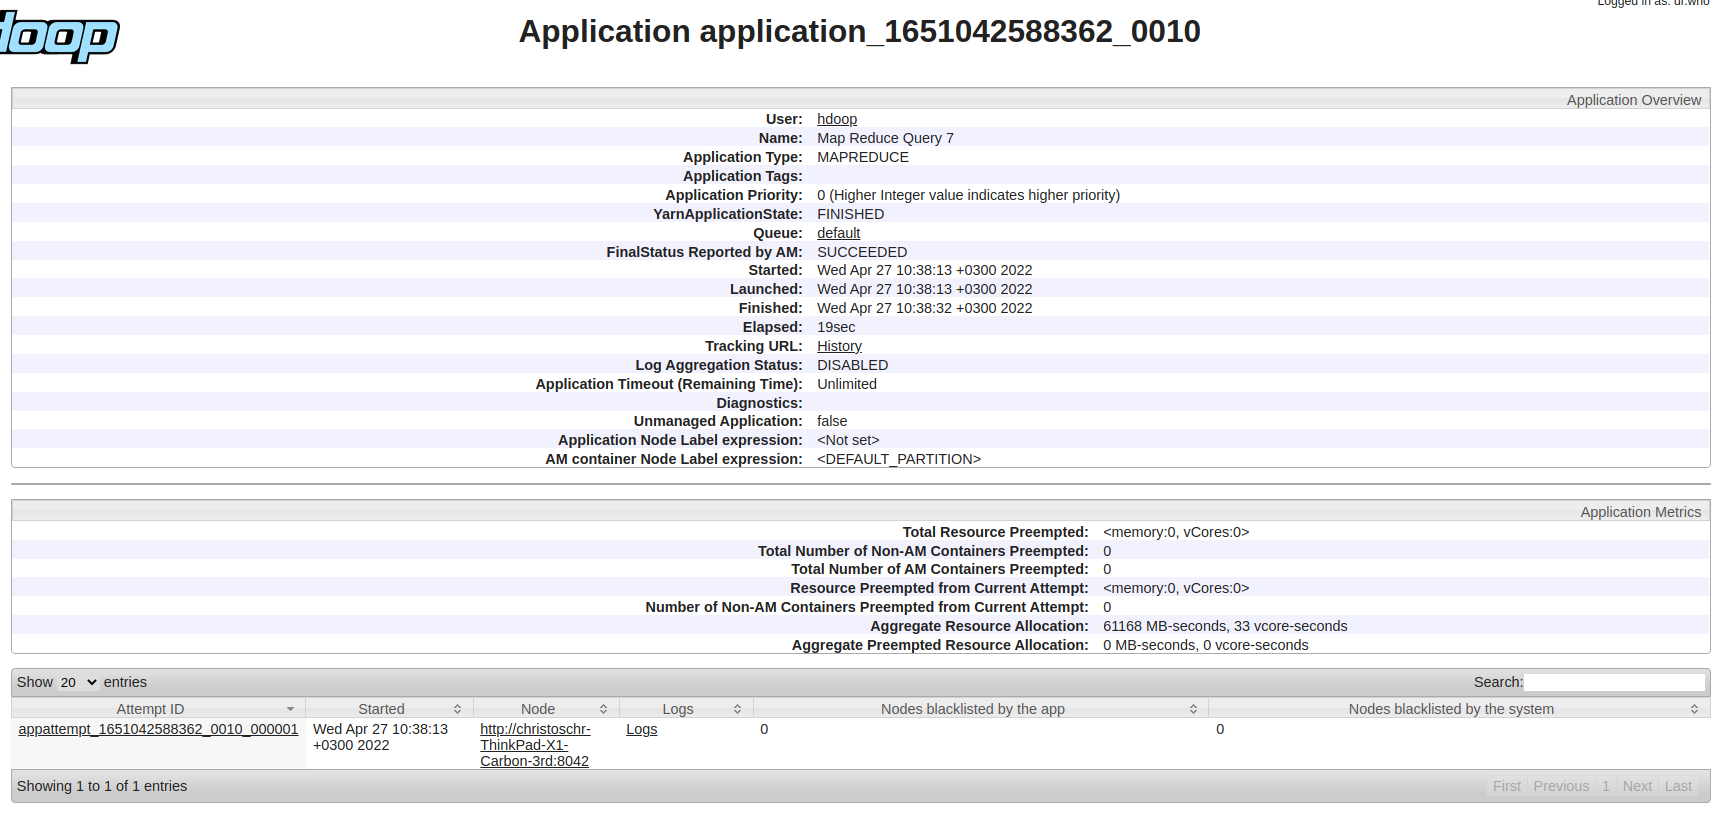 Logged in as: dr.who
doop
Application application_1651042588362_0010
Application Overview
User: hdoop
Name: Map Reduce Query 7
Application Type: MAPREDUCE
Application Tags:
Application Priority: 0 (Higher Integer value indicates higher priority)
YarnApplicationState: FINISHED
Queue: default
FinalStatus Reported by AM: SUCCEEDED
Started: Wed Apr 27 10:38:13 +0300 2022
Launched: Wed Apr 27 10:38:13 +0300 2022
Finished: Wed Apr 27 10:38:32 +0300 2022
Elapsed: 19sec
Tracking URL: History
Log Aggregation Status: DISABLED
Application Timeout (Remaining Time): Unlimited
Diagnostics:
Unmanaged Application: false
Application Node Label expression: <Not set>
AM container Node Label expression: <DEFAULT_PARTITION>
Application Metrics
Total Resource Preempted: <memory:0, vCores:0>
Total Number of Non-AM Containers Preempted: 0
Total Number of AM Containers Preempted: 0
Resource Preempted from Current Attempt: <memory:0, vCores:0>
Number of Non-AM Containers Preempted from Current Attempt: 0
Aggregate Resource Allocation: 61168 MB-seconds, 33 vcore-seconds
Aggregate Preempted Resource Allocation: 0 MB-seconds, 0 vcore-seconds
Show 20 entries Search:
Attempt ID Started Node Logs Nodes blacklisted by the app Nodes blacklisted by the system
appattempt_1651042588362_0010_000001 Wed Apr 27 10:38:13 http://christoschr- Logs 0 0
+0300 2022 ThinkPad-X1-
Carbon-3rd:8042
Showing 1 to 1 of 1 entries First Previous 1 Next Last